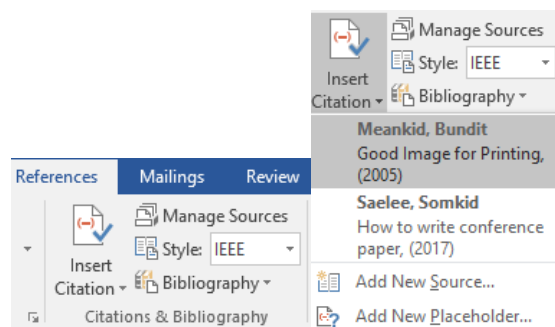 References Mailings Review
Insert
Citation
Manage Sources
Style: IEEE
Bibliography
Citations & Bibliography
Insert
Citation
Manage Sources
Style: IEEE
Bibliography
Meankid, Bundit
Good Image for Printing,
(2005)
Saelee, Somkid
How to write conference
paper, (2017)
Add New Source...
Add New Placeholder...